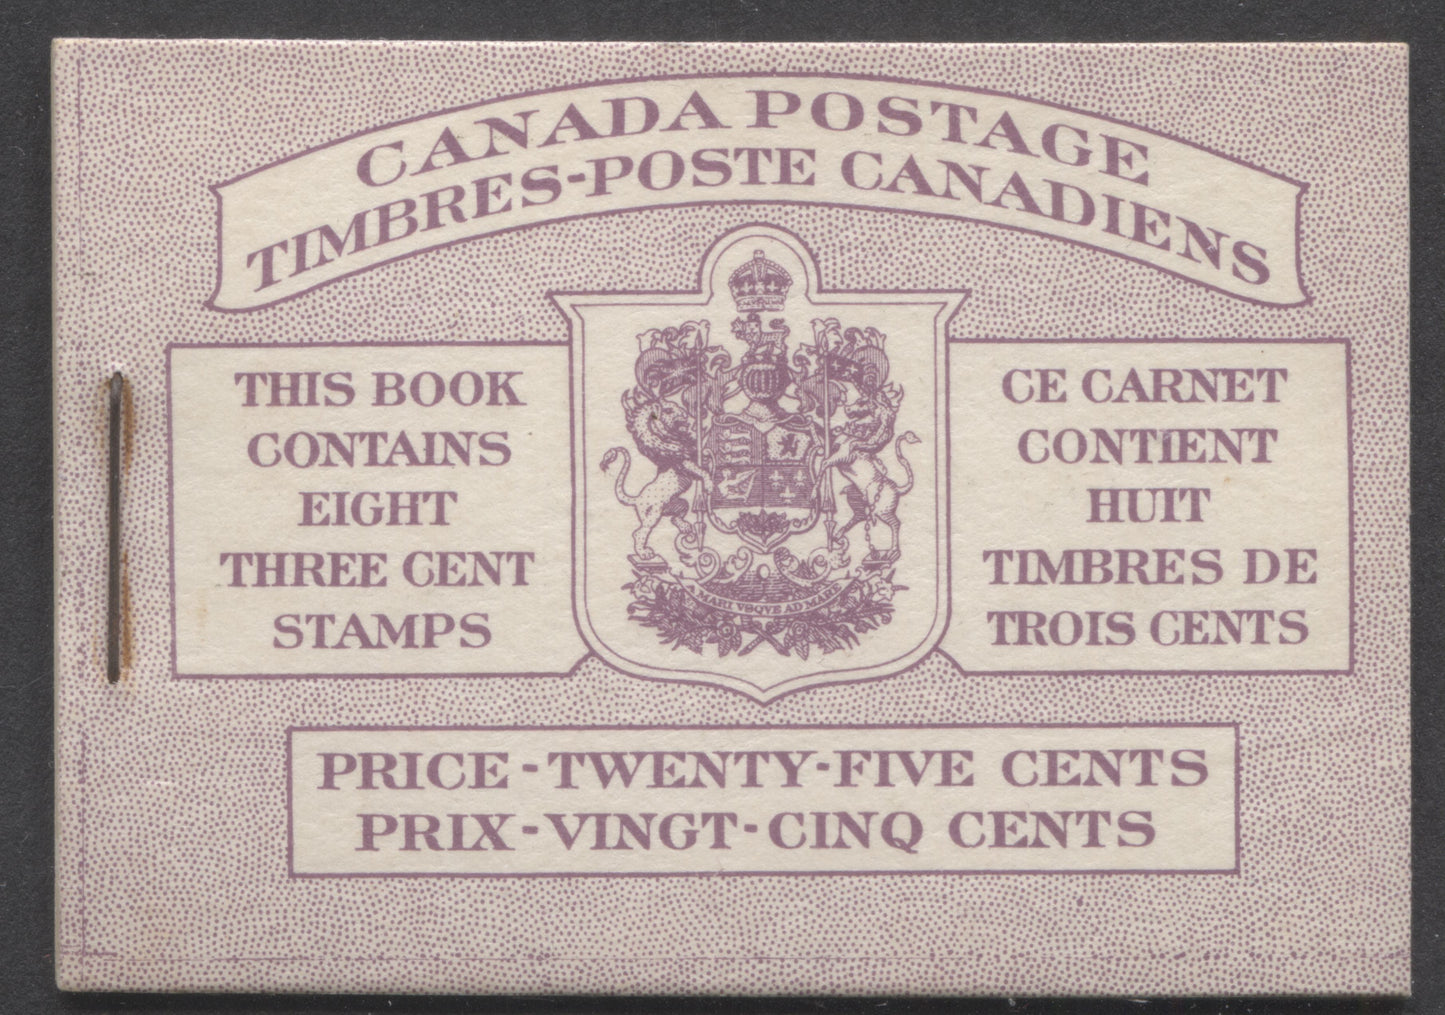 CANADA POSTAGE
TIMBRES-POSTE CANADIENS
THIS BOOK
CONTAINS
EIGHT
THREE CENT
STAMPS
A MARI VSQVE AD MARE
CE CARNET
CONTIENT
HUIT
TIMBRES DE
TROIS CENTS
PRICE - TWENTY-FIVE CENTS
PRIX - VINGT-CINQ CENTS